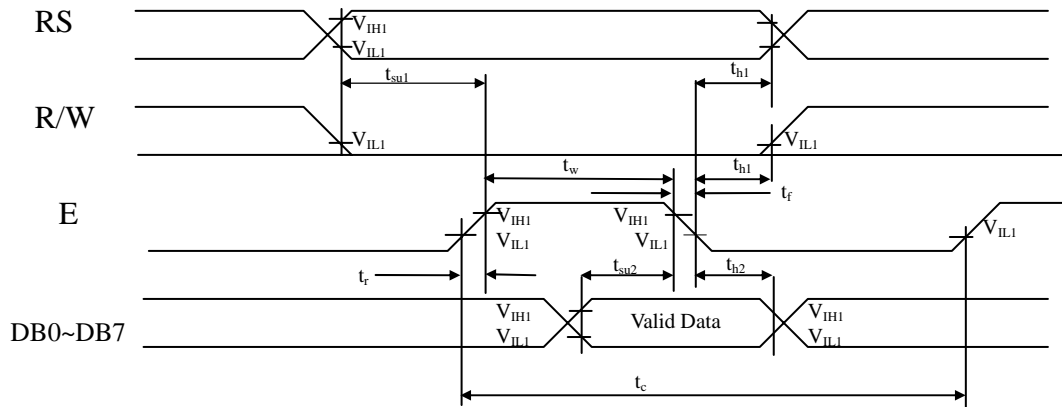 RS
V_IH1
V_IL1
t_su1
t_h1
R/W
V_IL1
V_IL1
t_w
t_h1
t_f
E
V_IH1
V_IH1
V_IL1
V_IL1
V_IL1
t_r
t_su2
t_h2
DB0~DB7
V_IH1
Valid Data
V_IH1
V_IL1
V_IL1
t_c